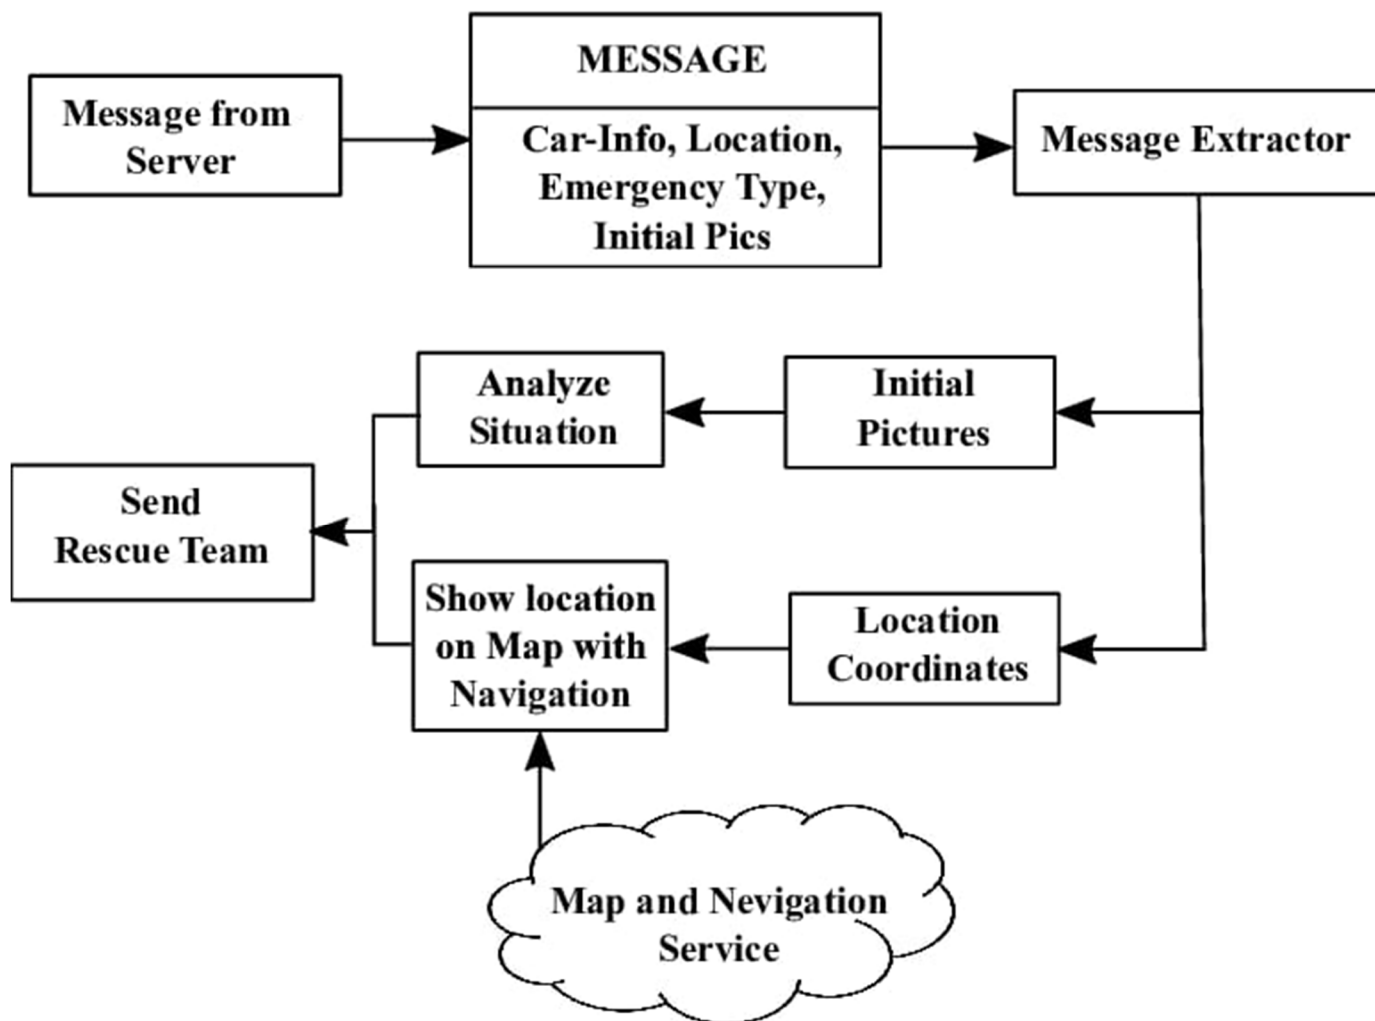 Message from
Server
MESSAGE
Car-Info, Location,
Emergency Type,
Initial Pics
Message Extractor
Analyze
Situation
Initial
Pictures
Send
Rescue Team
Show location
on Map with
Navigation
Location
Coordinates
Map and Nevigation
Service